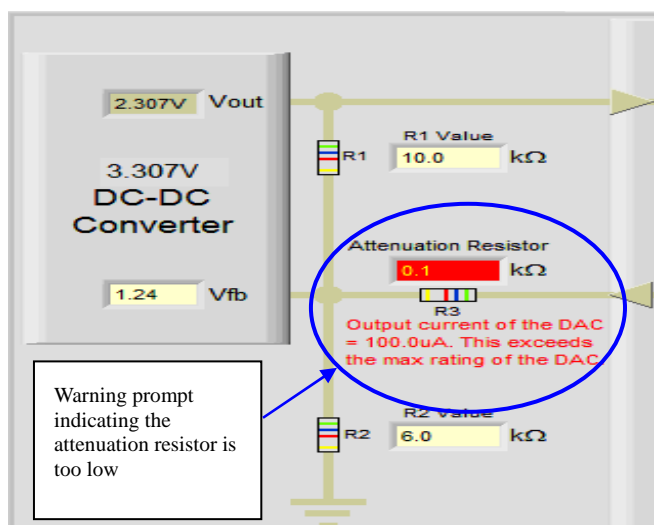 2.307V Vout
R1 Value
R1 10.0 kΩ
3.307V
DC-DC
Converter
Attenuation Resistor
0.1 kΩ
1.24 Vfb
R3
Output current of the DAC
= 100.0uA. This exceeds
the max rating of the DAC
Warning prompt
indicating the
attenuation resistor is
too low
R2 Value
R2 6.0 kΩ